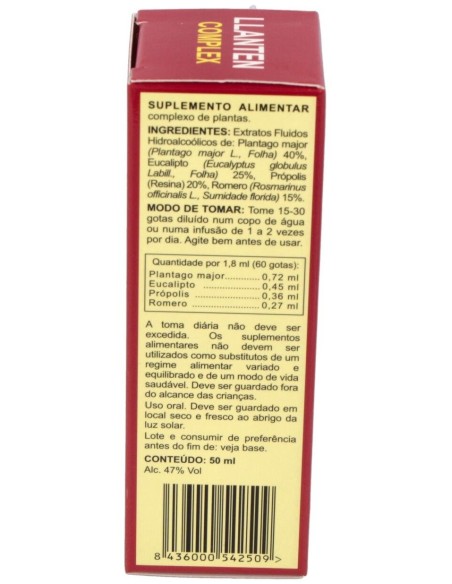 LLANTEN
COMPLEX
SUPLEMENTO ALIMENTAR
complexo de plantas.
INGREDIENTES: Extratos Fluidos
Hidroalcoólicos de: Plantago major
(Plantago major L., Folha) 40%,
Eucalipto (Eucalyptus globulus
Labill., Folha) 25%, Própolis
(Resina) 20%, Romero (Rosmarinus
officinalis L., Sumidade florida) 15%.
MODO DE TOMAR: Tome 15-30
gotas diluído num copo de água
ou numa infusão de 1 a 2 vezes
por dia. Agite bem antes de usar.
Quantidade por 1,8 ml (60 gotas):
Plantago major............0,72 ml
Eucalipto ....................0,45 ml
Própolis ......................0,36 ml
Romero ......................0,27 ml
A toma diária não deve ser
excedida. Os suplementos
alimentares não devem ser
utilizados como substitutos de um
regime alimentar variado e
equilibrado e de um modo de vida
saudável. Deve ser guardado fora
do alcance das crianças.
Uso oral. Deve ser guardado em
local seco e fresco ao abrigo da
luz solar.
Lote e consumir de preferência
antes do fim de: veja base.
CONTEÚDO: 50 ml
Alc. 47% Vol
8 436000 542509 >